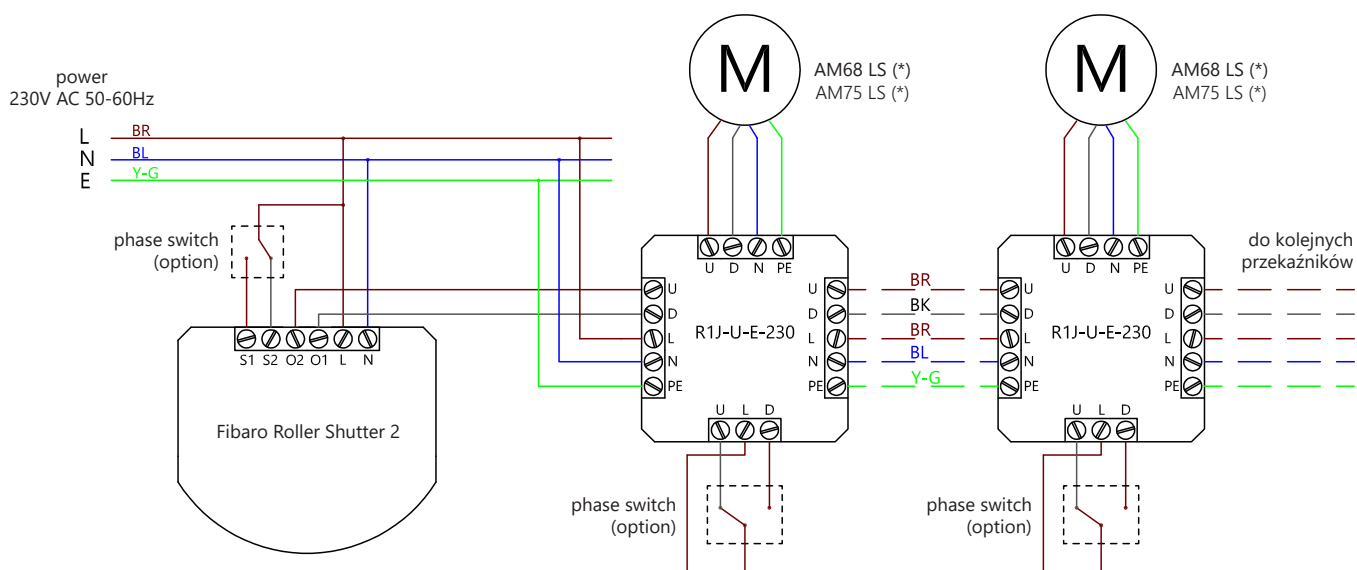 power
230V AC 50-60Hz
L
BR
N
BL
E
Y-G
phase switch
(option)
S1 S2 O2 O1 L N
Fibaro Roller Shutter 2
M
AM68 LS (*)
AM75 LS (*)
U D N PE
U
D
L
N
PE
R1J-U-E-230
U
D
L
N
PE
U L D
phase switch
(option)
BR
BK
BR
BL
Y-G
M
AM68 LS (*)
AM75 LS (*)
U D N PE
U
D
L
N
PE
R1J-U-E-230
U
D
L
N
PE
U L D
phase switch
(option)
do kolejnych
przekaźników